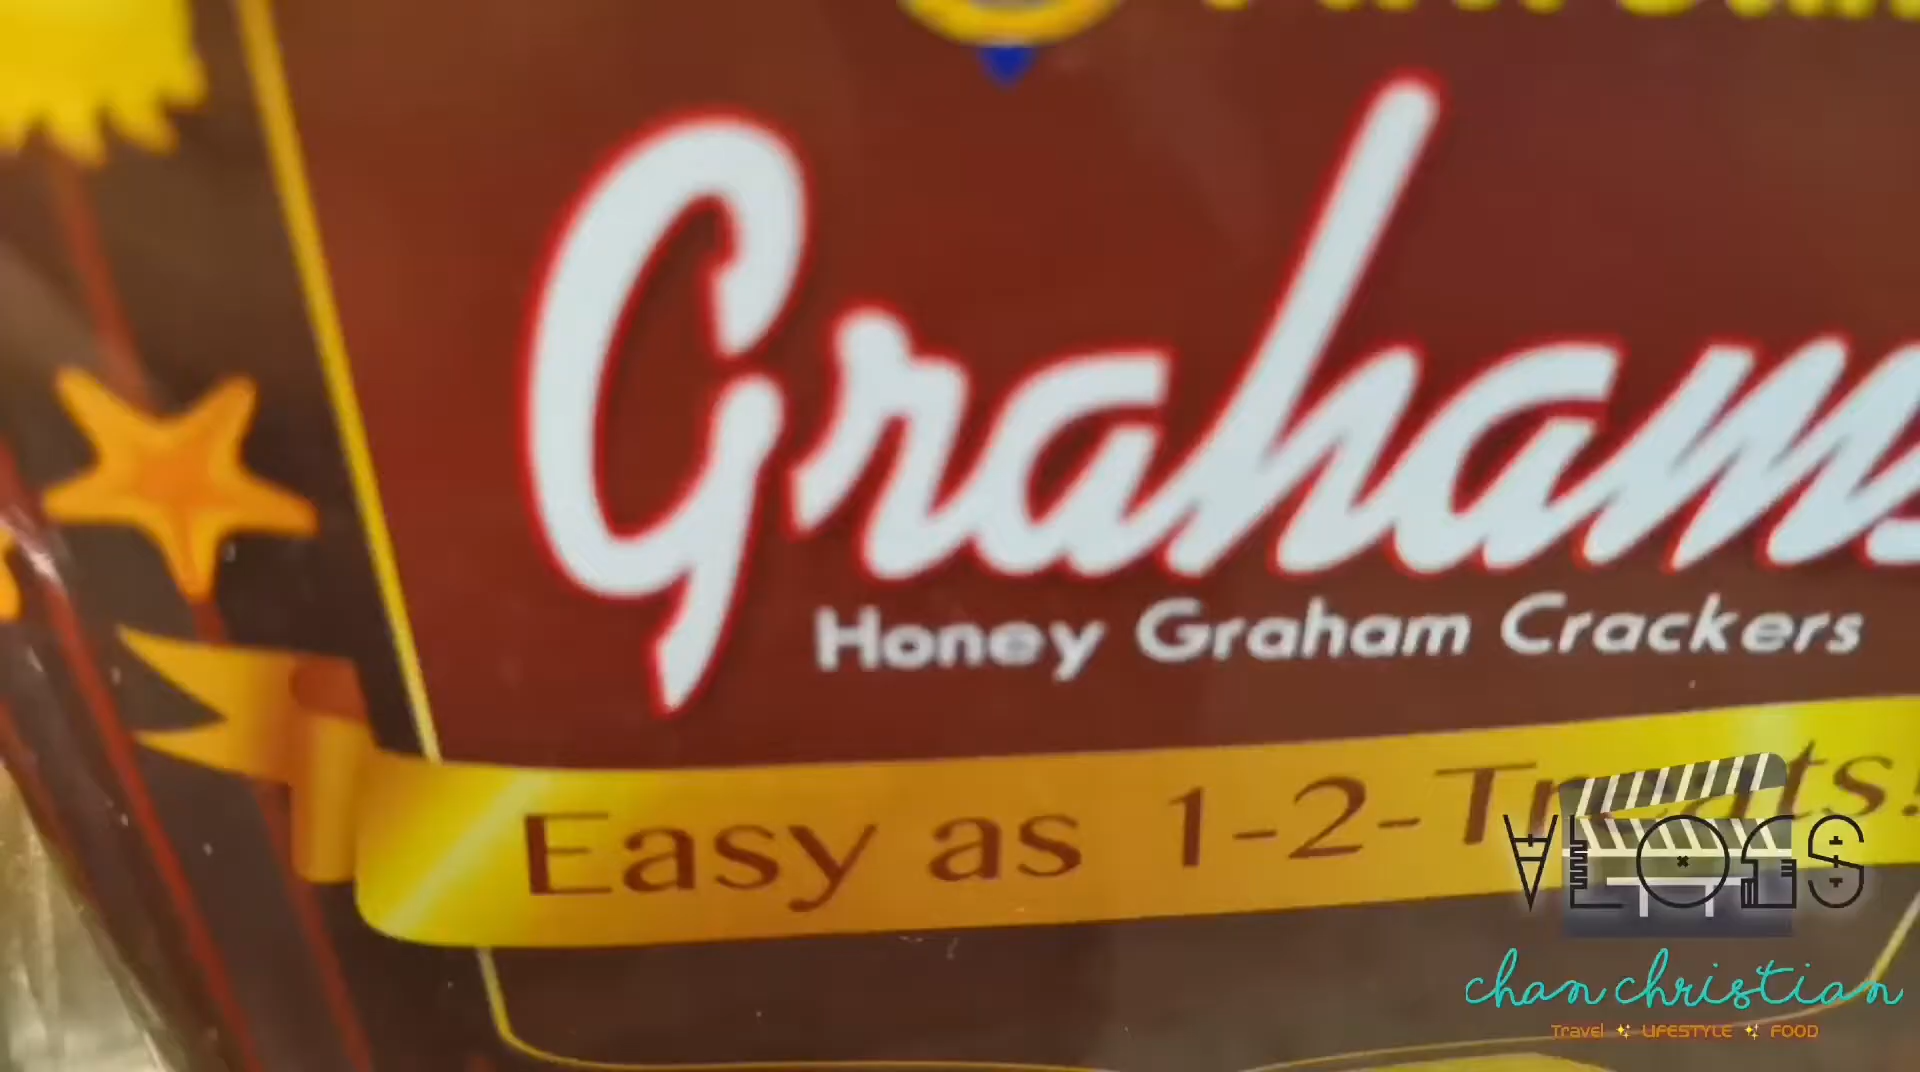 Grahams
Honey Graham Crackers
Easy as 1-2-Treats!
VLOGS
chan christian
Travel LIFESTYLE FOOD